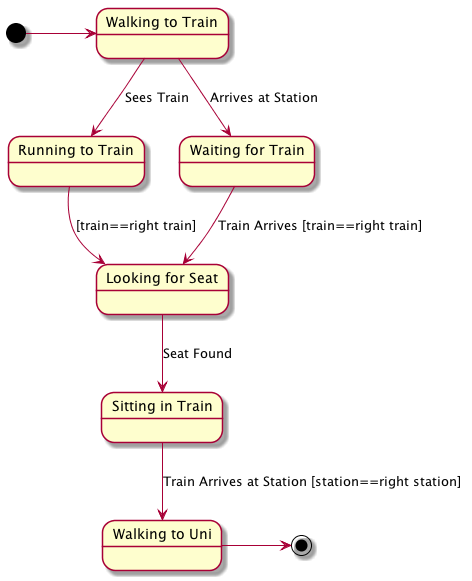 Walking to Train
Sees Train
Arrives at Station
Running to Train
Waiting for Train
[train==right train]
Train Arrives [train==right train]
Looking for Seat
Seat Found
Sitting in Train
Train Arrives at Station [station==right station]
Walking to Uni